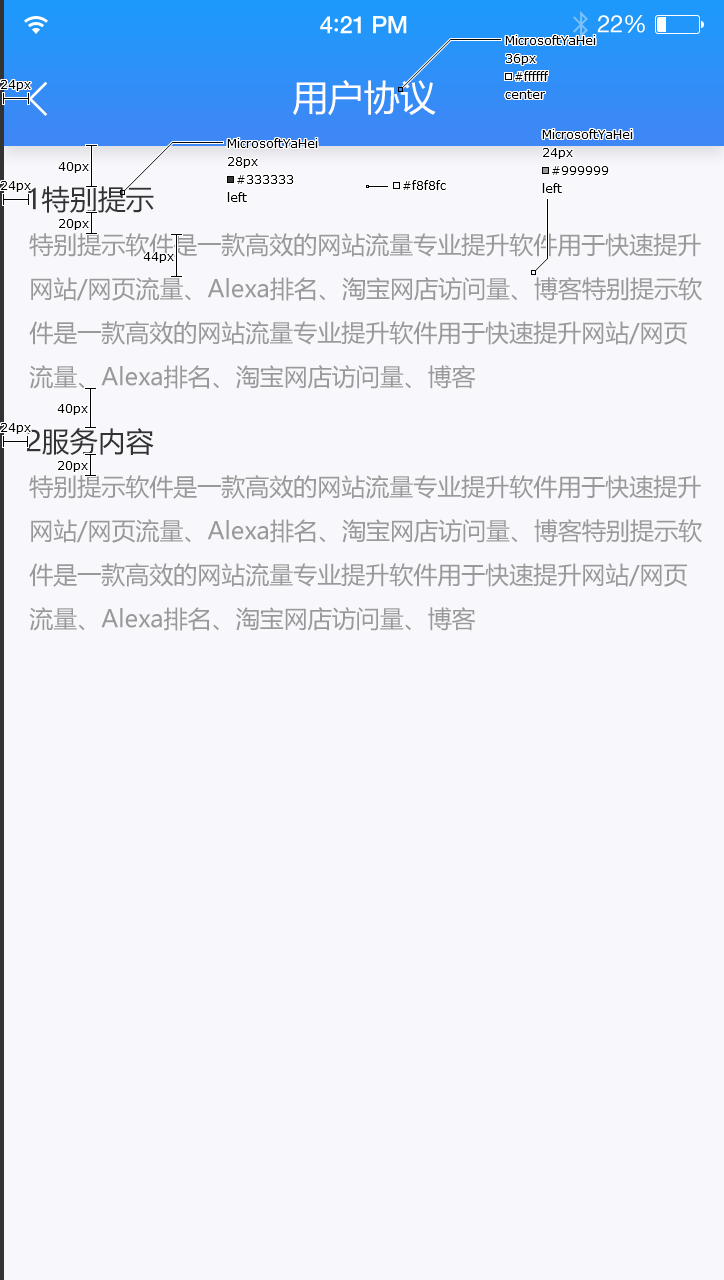 4:21 PM
22%
MicrosoftYaHei
36px
#ffffff
center
24px
用户协议
MicrosoftYaHei
24px
#999999
left
MicrosoftYaHei
28px
#333333
left
#f8f8fc
40px
24px
1特别提示
20px
44px
特别提示软件是一款高效的网站流量专业提升软件用于快速提升
网站/网页流量、Alexa排名、淘宝网店访问量、博客特别提示软
件是一款高效的网站流量专业提升软件用于快速提升网站/网页
流量、Alexa排名、淘宝网店访问量、博客
40px
24px
2服务内容
20px
特别提示软件是一款高效的网站流量专业提升软件用于快速提升
网站/网页流量、Alexa排名、淘宝网店访问量、博客特别提示软
件是一款高效的网站流量专业提升软件用于快速提升网站/网页
流量、Alexa排名、淘宝网店访问量、博客